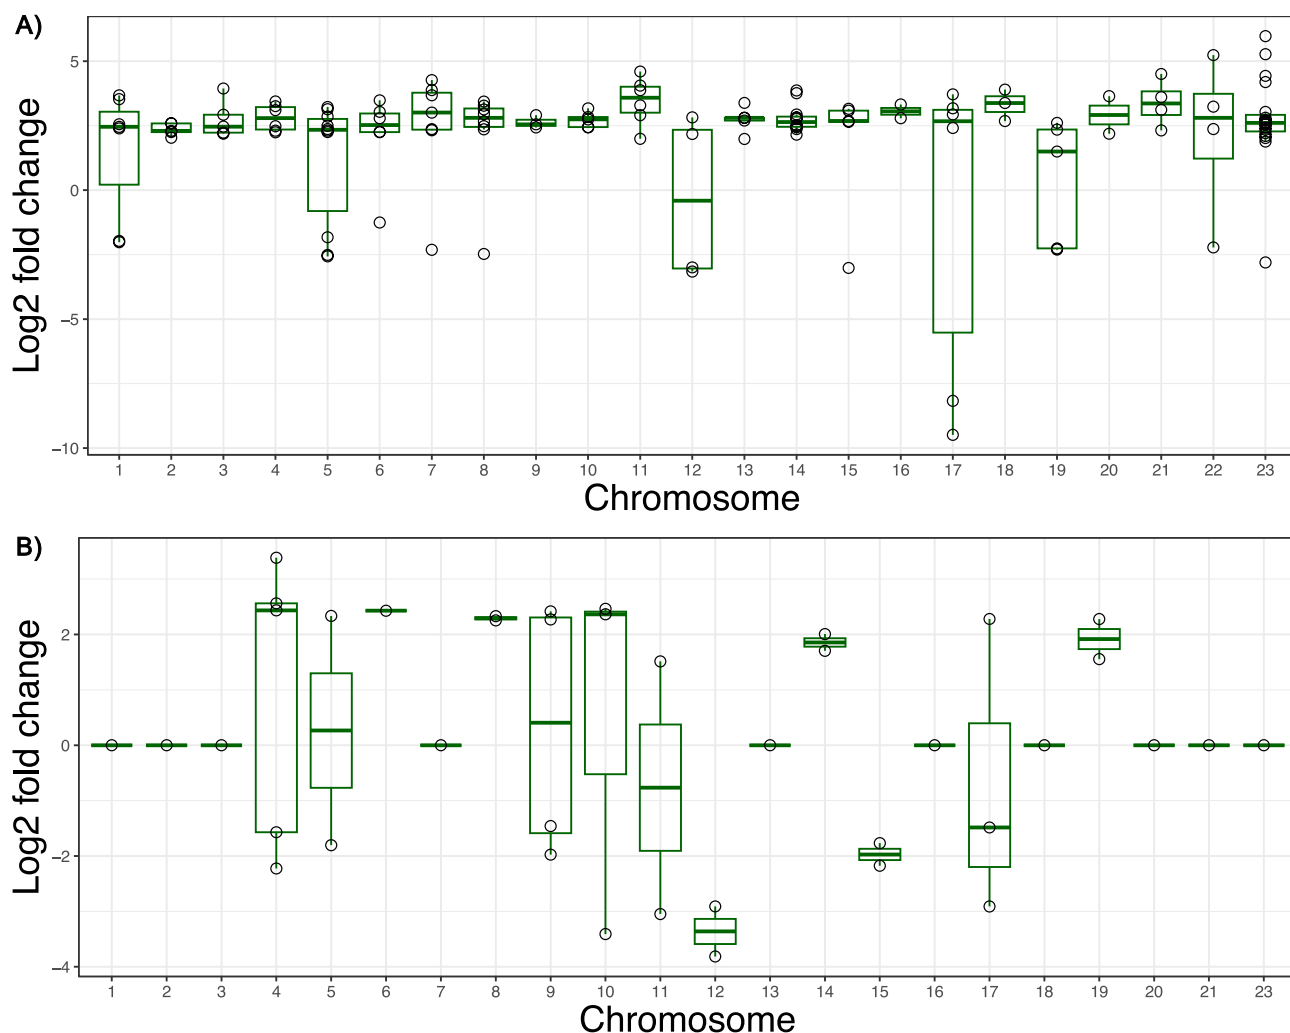 A)
Log2 fold change
5
0
−5
−10
1 2 3 4 5 6 7 8 9 10 11 12 13 14 15 16 17 18 19 20 21 22 23
Chromosome
B)
Log2 fold change
2
0
−2
−4
1 2 3 4 5 6 7 8 9 10 11 12 13 14 15 16 17 18 19 20 21 23
Chromosome